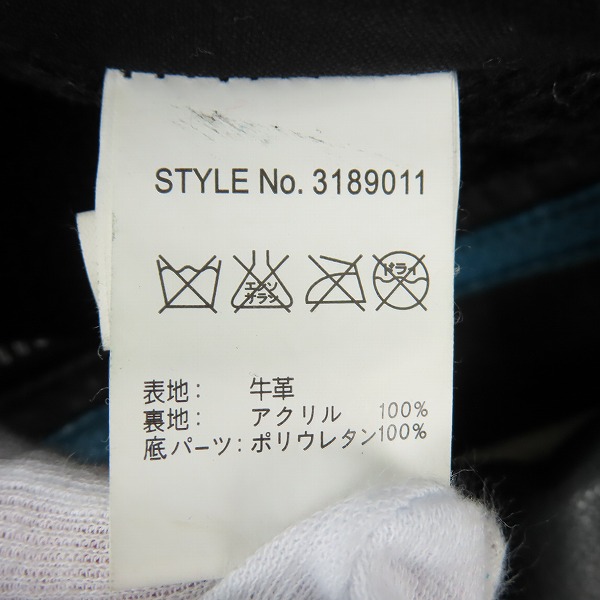 STYLE No. 3189011
エンソ サラシ ドライ
表地: 牛革
裏地: アクリル 100%
底パーツ: ポリウレタン 100%